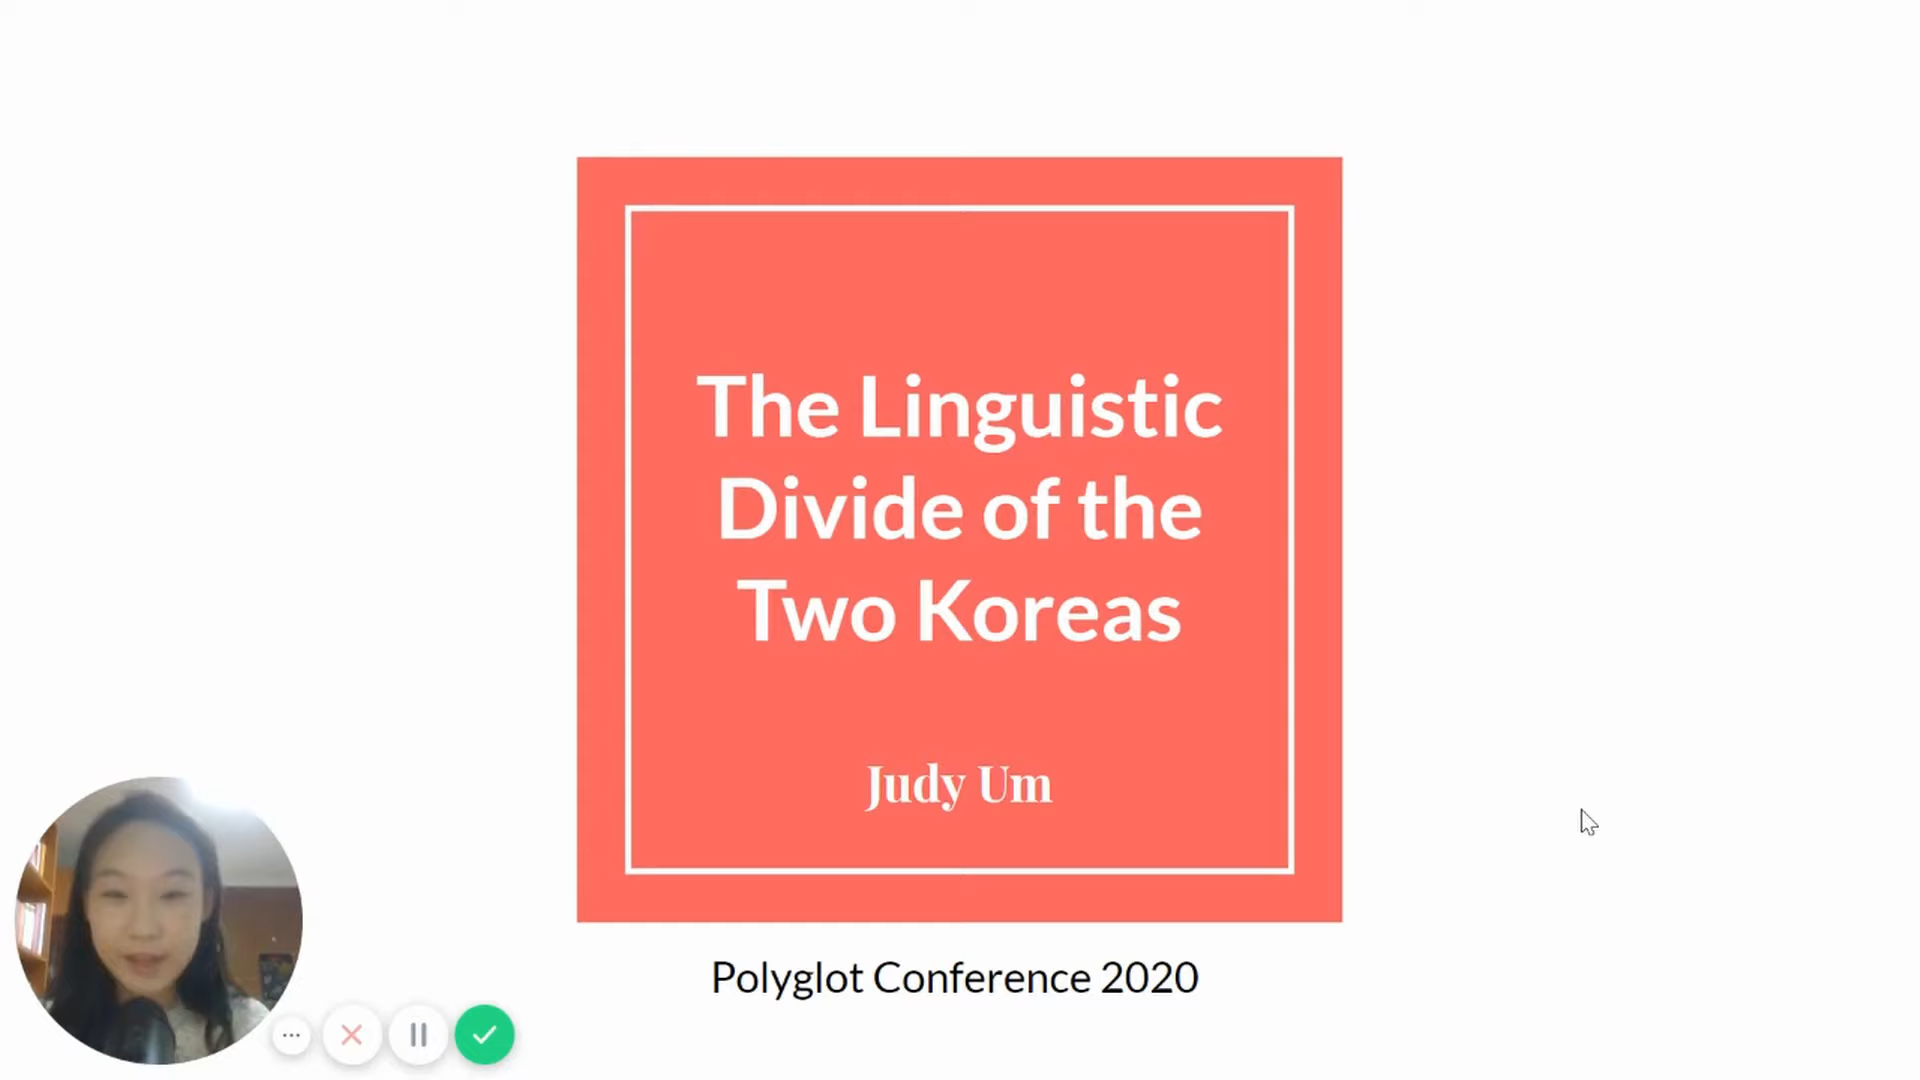 The Linguistic
Divide of the
Two Koreas
Judy Um
Polyglot Conference 2020